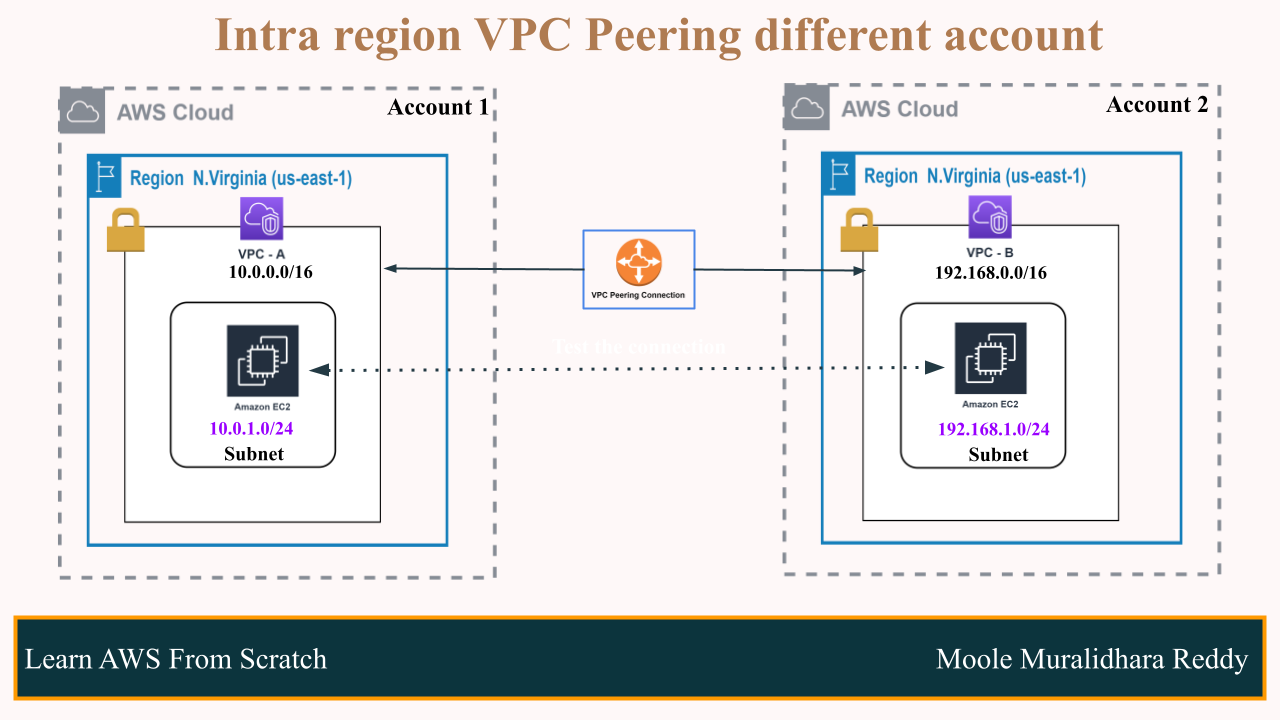 Intra region VPC Peering different account
AWS Cloud
Account 1
Region N.Virginia (us-east-1)
VPC - A
10.0.0.0/16
Amazon EC2
10.0.1.0/24
Subnet
VPC Peering Connection
Test the connection
AWS Cloud
Account 2
Region N.Virginia (us-east-1)
VPC - B
192.168.0.0/16
Amazon EC2
192.168.1.0/24
Subnet
Learn AWS From Scratch
Moole Muralidhara Reddy